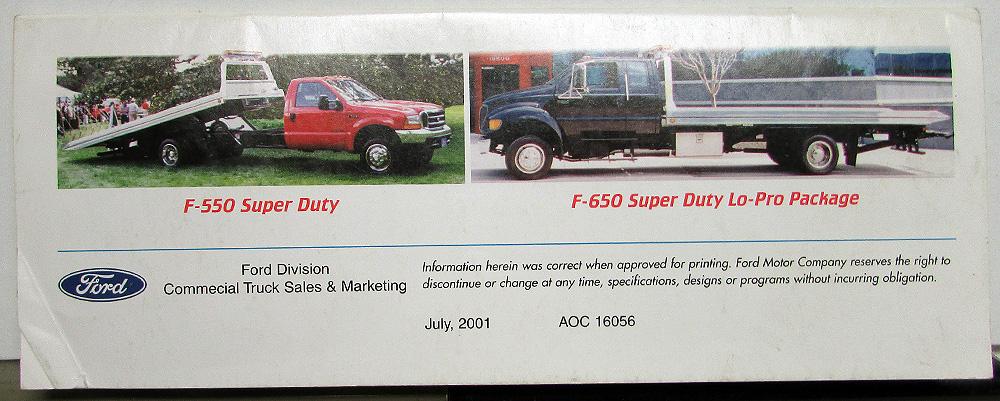 F-550 Super Duty
F-650 Super Duty Lo-Pro Package
Ford
Ford Division
Commecial Truck Sales & Marketing
Information herein was correct when approved for printing. Ford Motor Company reserves the right to
discontinue or change at any time, specifications, designs or programs without incurring obligation.
July, 2001
AOC 16056